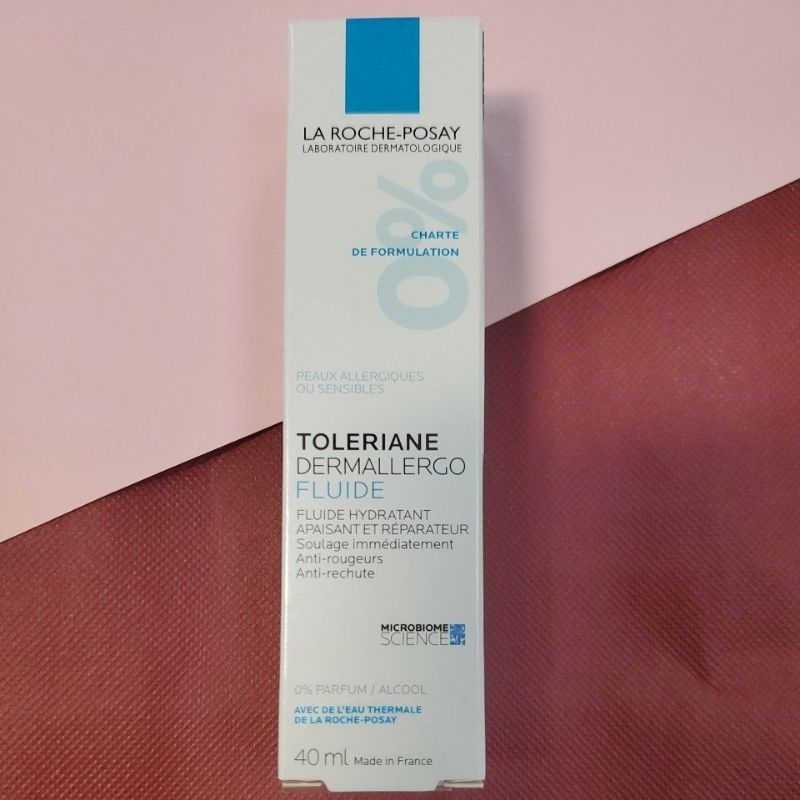 LA ROCHE-POSAY
LABORATOIRE DERMATOLOGIQUE
0%
CHARTE
DE FORMULATION
PEAUX ALLERGIQUES
OU SENSIBLES
TOLERIANE
DERMALLERGO
FLUIDE
FLUIDE HYDRATANT
APAISANT ET RÉPARATEUR
Soulage immédiatement
Anti-rougeurs
Anti-rechute
MICROBIOME
SCIENCE
0% PARFUM / ALCOOL
AVEC DE L'EAU THERMALE
DE LA ROCHE-POSAY
40 ml Made in France